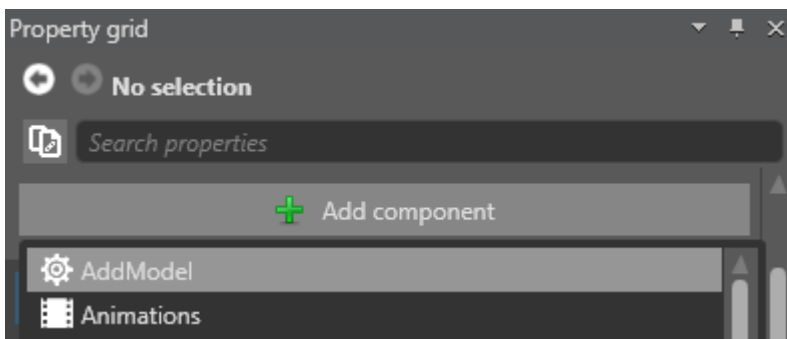 Property grid
No selection
Search properties
Add component
AddModel
Animations